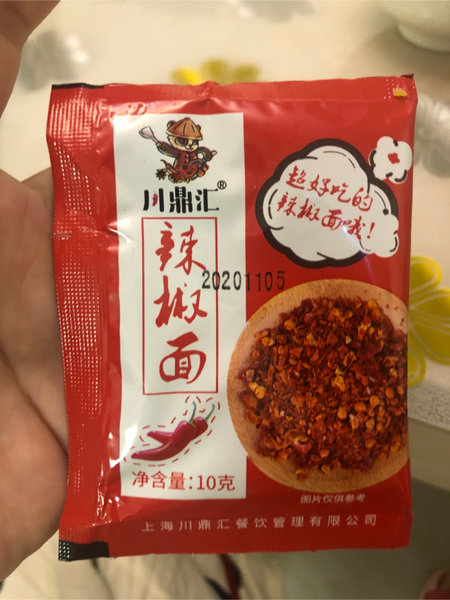 川鼎汇®
超好吃的
辣椒面哦!
辣椒面
20201105
净含量:10克
图片仅供参考
上海川鼎汇餐饮管理有限公司